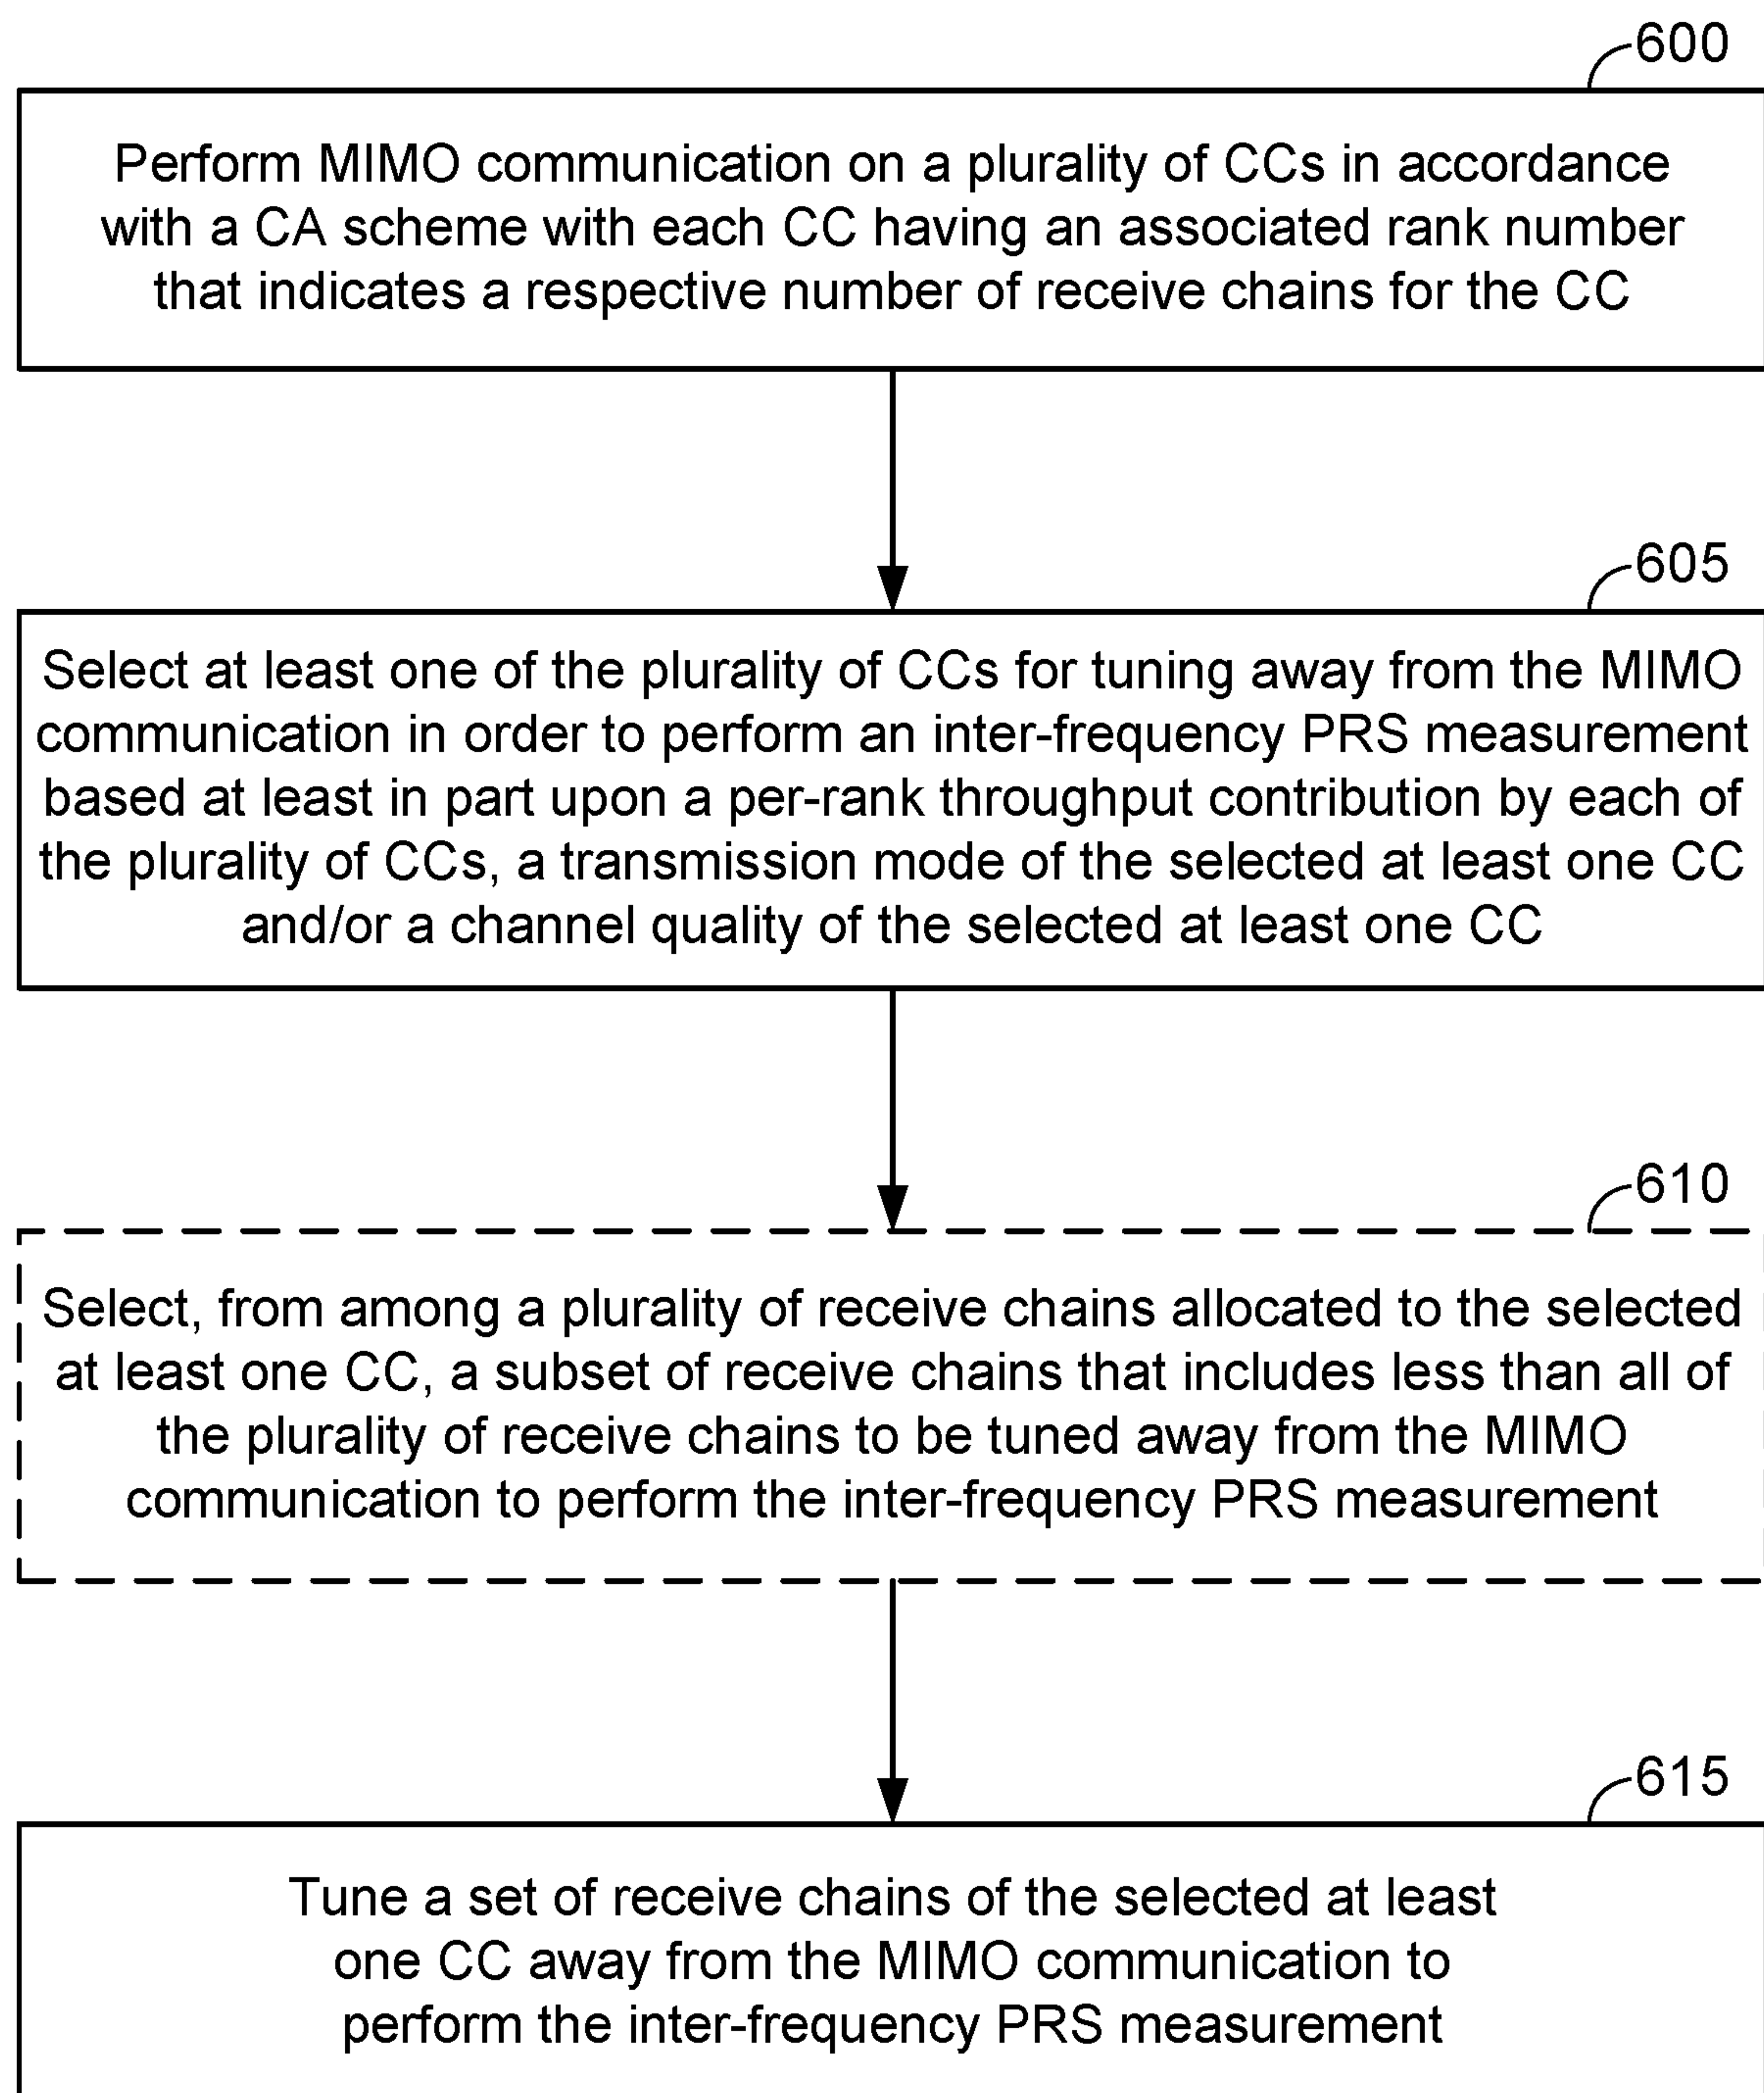 600
Perform MIMO communication on a plurality of CCs in accordance
with a CA scheme with each CC having an associated rank number
that indicates a respective number of receive chains for the CC
605
Select at least one of the plurality of CCs for tuning away from the MIMO
communication in order to perform an inter-frequency PRS measurement
based at least in part upon a per-rank throughput contribution by each of
the plurality of CCs, a transmission mode of the selected at least one CC
and/or a channel quality of the selected at least one CC
610
Select, from among a plurality of receive chains allocated to the selected
at least one CC, a subset of receive chains that includes less than all of
the plurality of receive chains to be tuned away from the MIMO
communication to perform the inter-frequency PRS measurement
615
Tune a set of receive chains of the selected at least
one CC away from the MIMO communication to
perform the inter-frequency PRS measurement